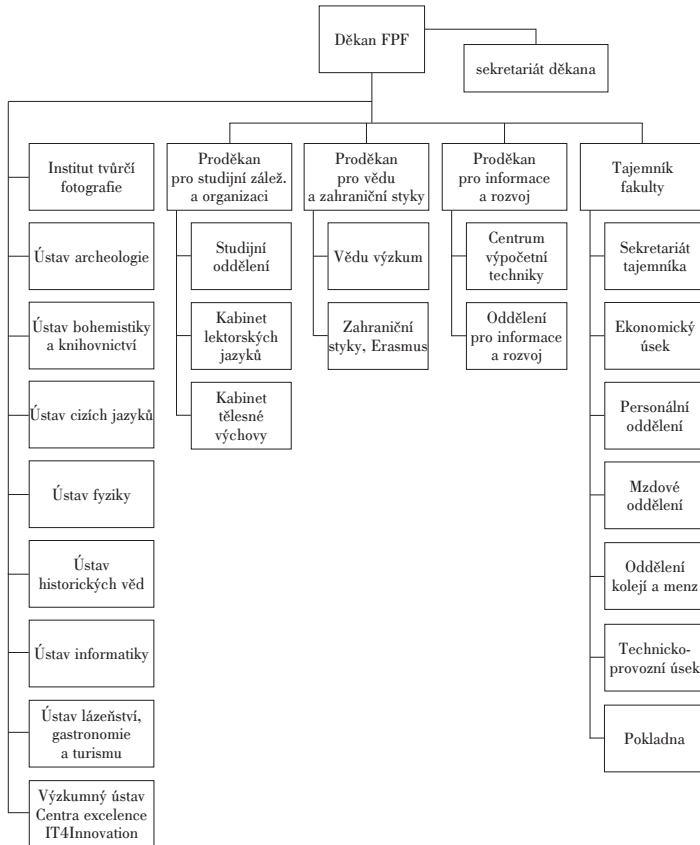 Děkan FPF
sekretariát děkana
Institut tvůrčí
fotografie
Ústav archeologie
Ústav bohemistiky
a knihovnictví
Ústav cizích jazyků
Ústav fyziky
Ústav
historických věd
Ústav informatiky
Ústav lázeňství,
gastronomie
a turismu
Výzkumný ústav
Centra excelence
IT4Innovation
Proděkan
pro studijní zálež.
a organizaci
Studijní
oddělení
Kabinet
lektorských
jazyků
Kabinet
tělesné
výchovy
Proděkan
pro vědu
a zahraniční styky
Vědu výzkum
Zahraniční
styky, Erasmus
Proděkan
pro informace
a rozvoj
Centrum
výpočetní
techniky
Oddělení
pro informace
a rozvoj
Tajemník
fakulty
Sekretariát
tajemníka
Ekonomický
úsek
Personální
oddělení
Mzdové
oddělení
Oddělení
kolejí a menz
Technicko-
provozní úsek
Pokladna